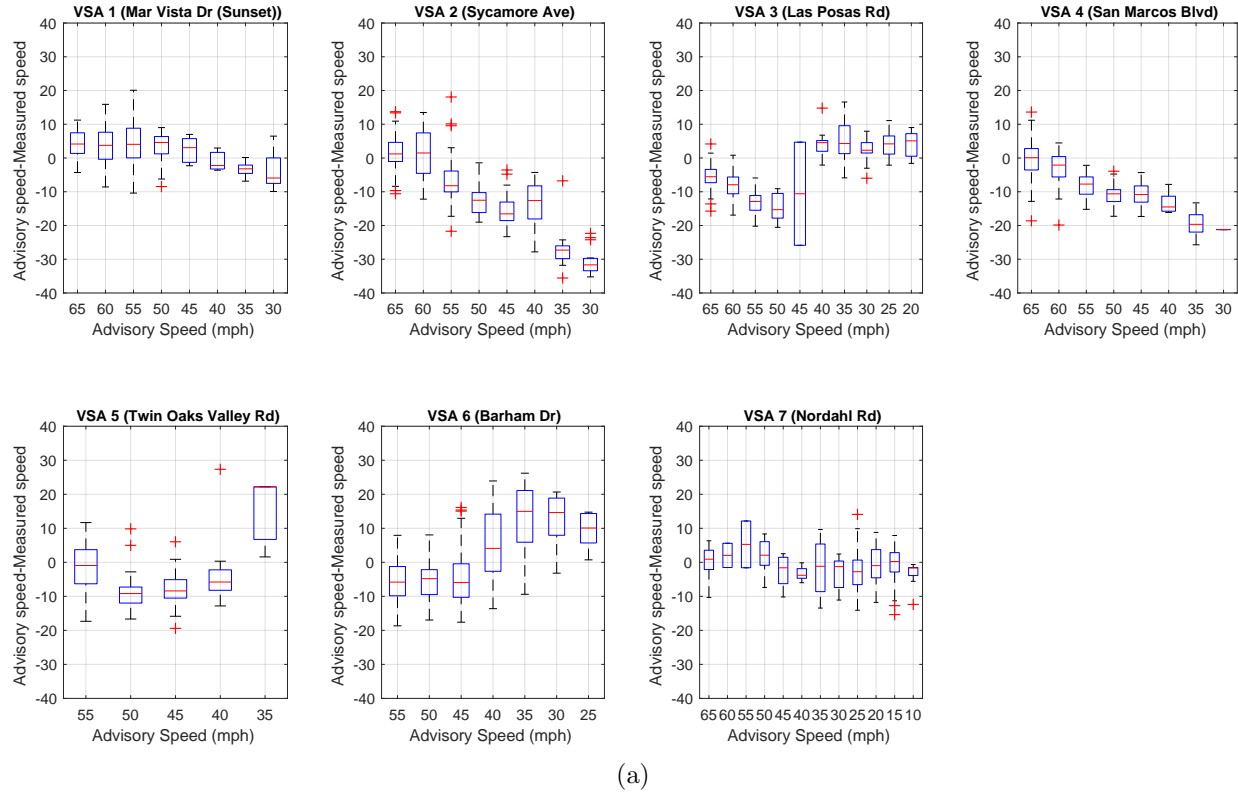 VSA 1 (Mar Vista Dr (Sunset))
40
30
20
10
0
-10
-20
-30
-40
Advisory speed-Measured speed
65 60 55 50 45 40 35 30
Advisory Speed (mph)
VSA 2 (Sycamore Ave)
40
30
20
10
0
-10
-20
-30
-40
Advisory speed-Measured speed
65 60 55 50 45 40 35 30
Advisory Speed (mph)
VSA 3 (Las Posas Rd)
40
30
20
10
0
-10
-20
-30
-40
Advisory speed-Measured speed
65 60 55 50 45 40 35 30 25 20
Advisory Speed (mph)
VSA 4 (San Marcos Blvd)
40
30
20
10
0
-10
-20
-30
-40
Advisory speed-Measured speed
65 60 55 50 45 40 35 30
Advisory Speed (mph)
VSA 5 (Twin Oaks Valley Rd)
40
30
20
10
0
-10
-20
-30
-40
Advisory speed-Measured speed
55 50 45 40 35
Advisory Speed (mph)
VSA 6 (Barham Dr)
40
30
20
10
0
-10
-20
-30
-40
Advisory speed-Measured speed
55 50 45 40 35 30 25
Advisory Speed (mph)
VSA 7 (Nordahl Rd)
40
30
20
10
0
-10
-20
-30
-40
Advisory speed-Measured speed
65 60 55 50 45 40 35 30 25 20 15 10
Advisory Speed (mph)
(a)